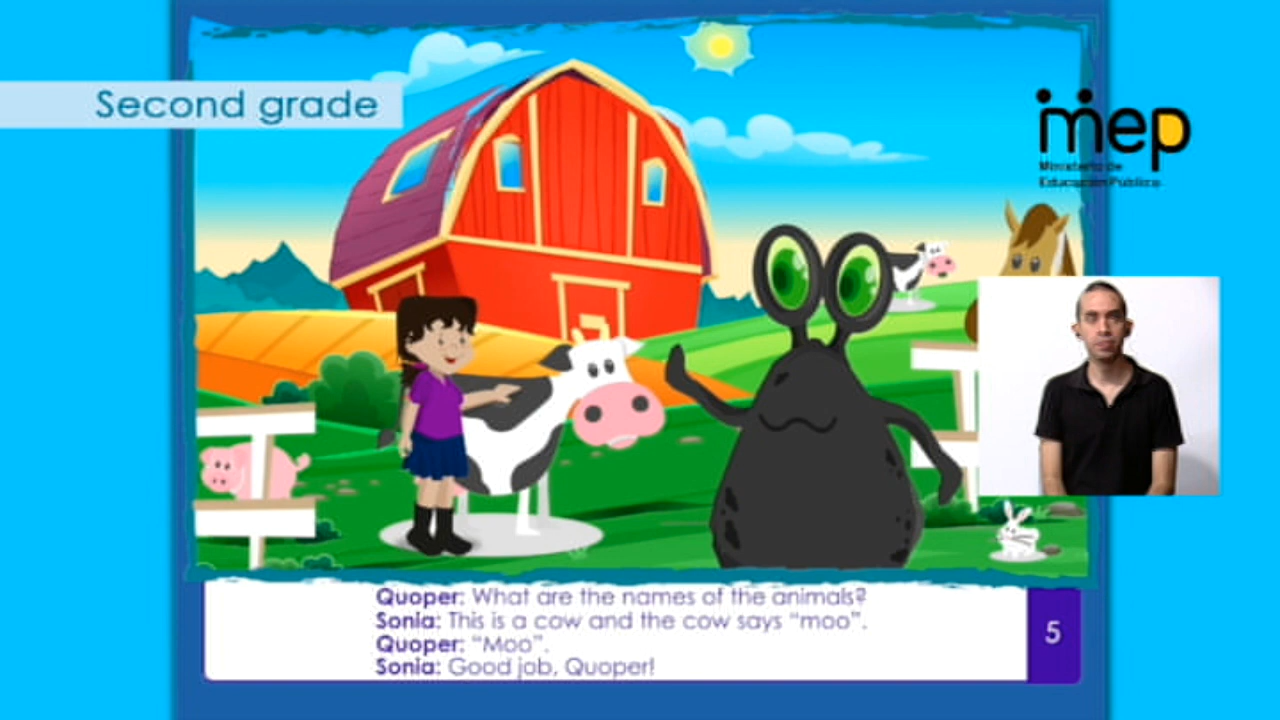 Second grade
mep
Ministerio de
Educación Pública
Quoper: What are the names of the animals?
Sonia: This is a cow and the cow says “moo”.
Quoper: “Moo”.
Sonia: Good job, Quoper!
5